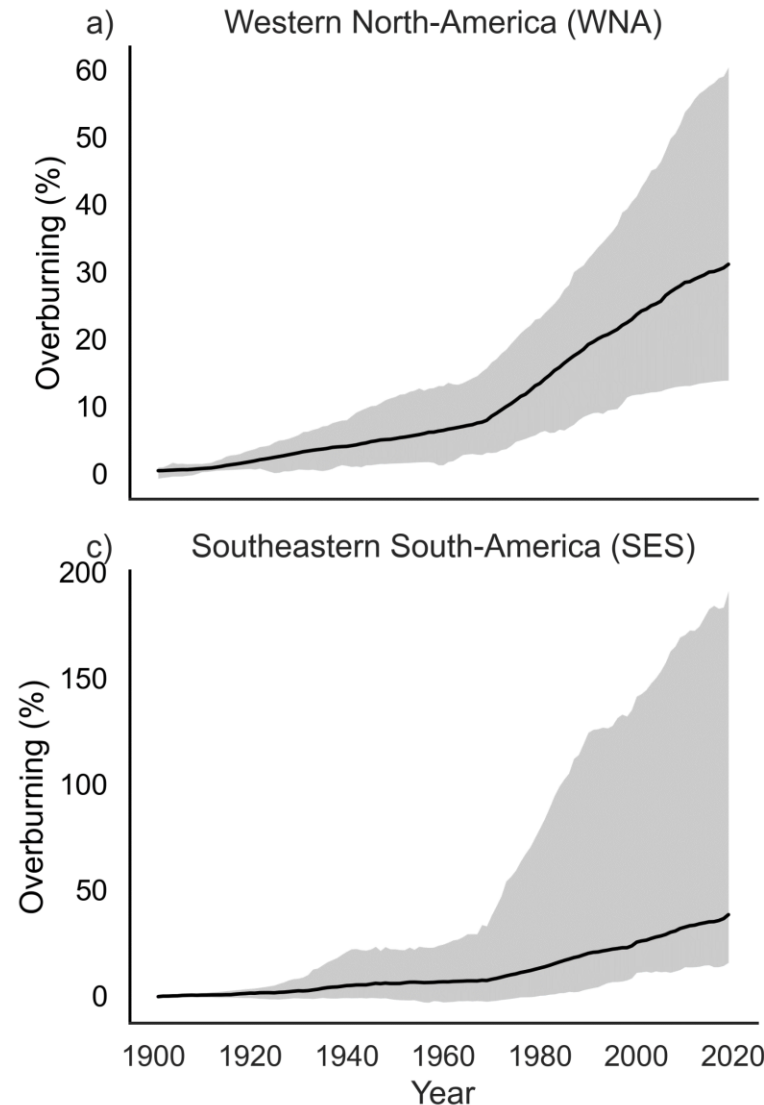 a) Western North-America (WNA)
60
50
40
30
20
10
0
Overburning (%)
c) Southeastern South-America (SES)
200
150
100
50
0
Overburning (%)
1900 1920 1940 1960 1980 2000 2020
Year